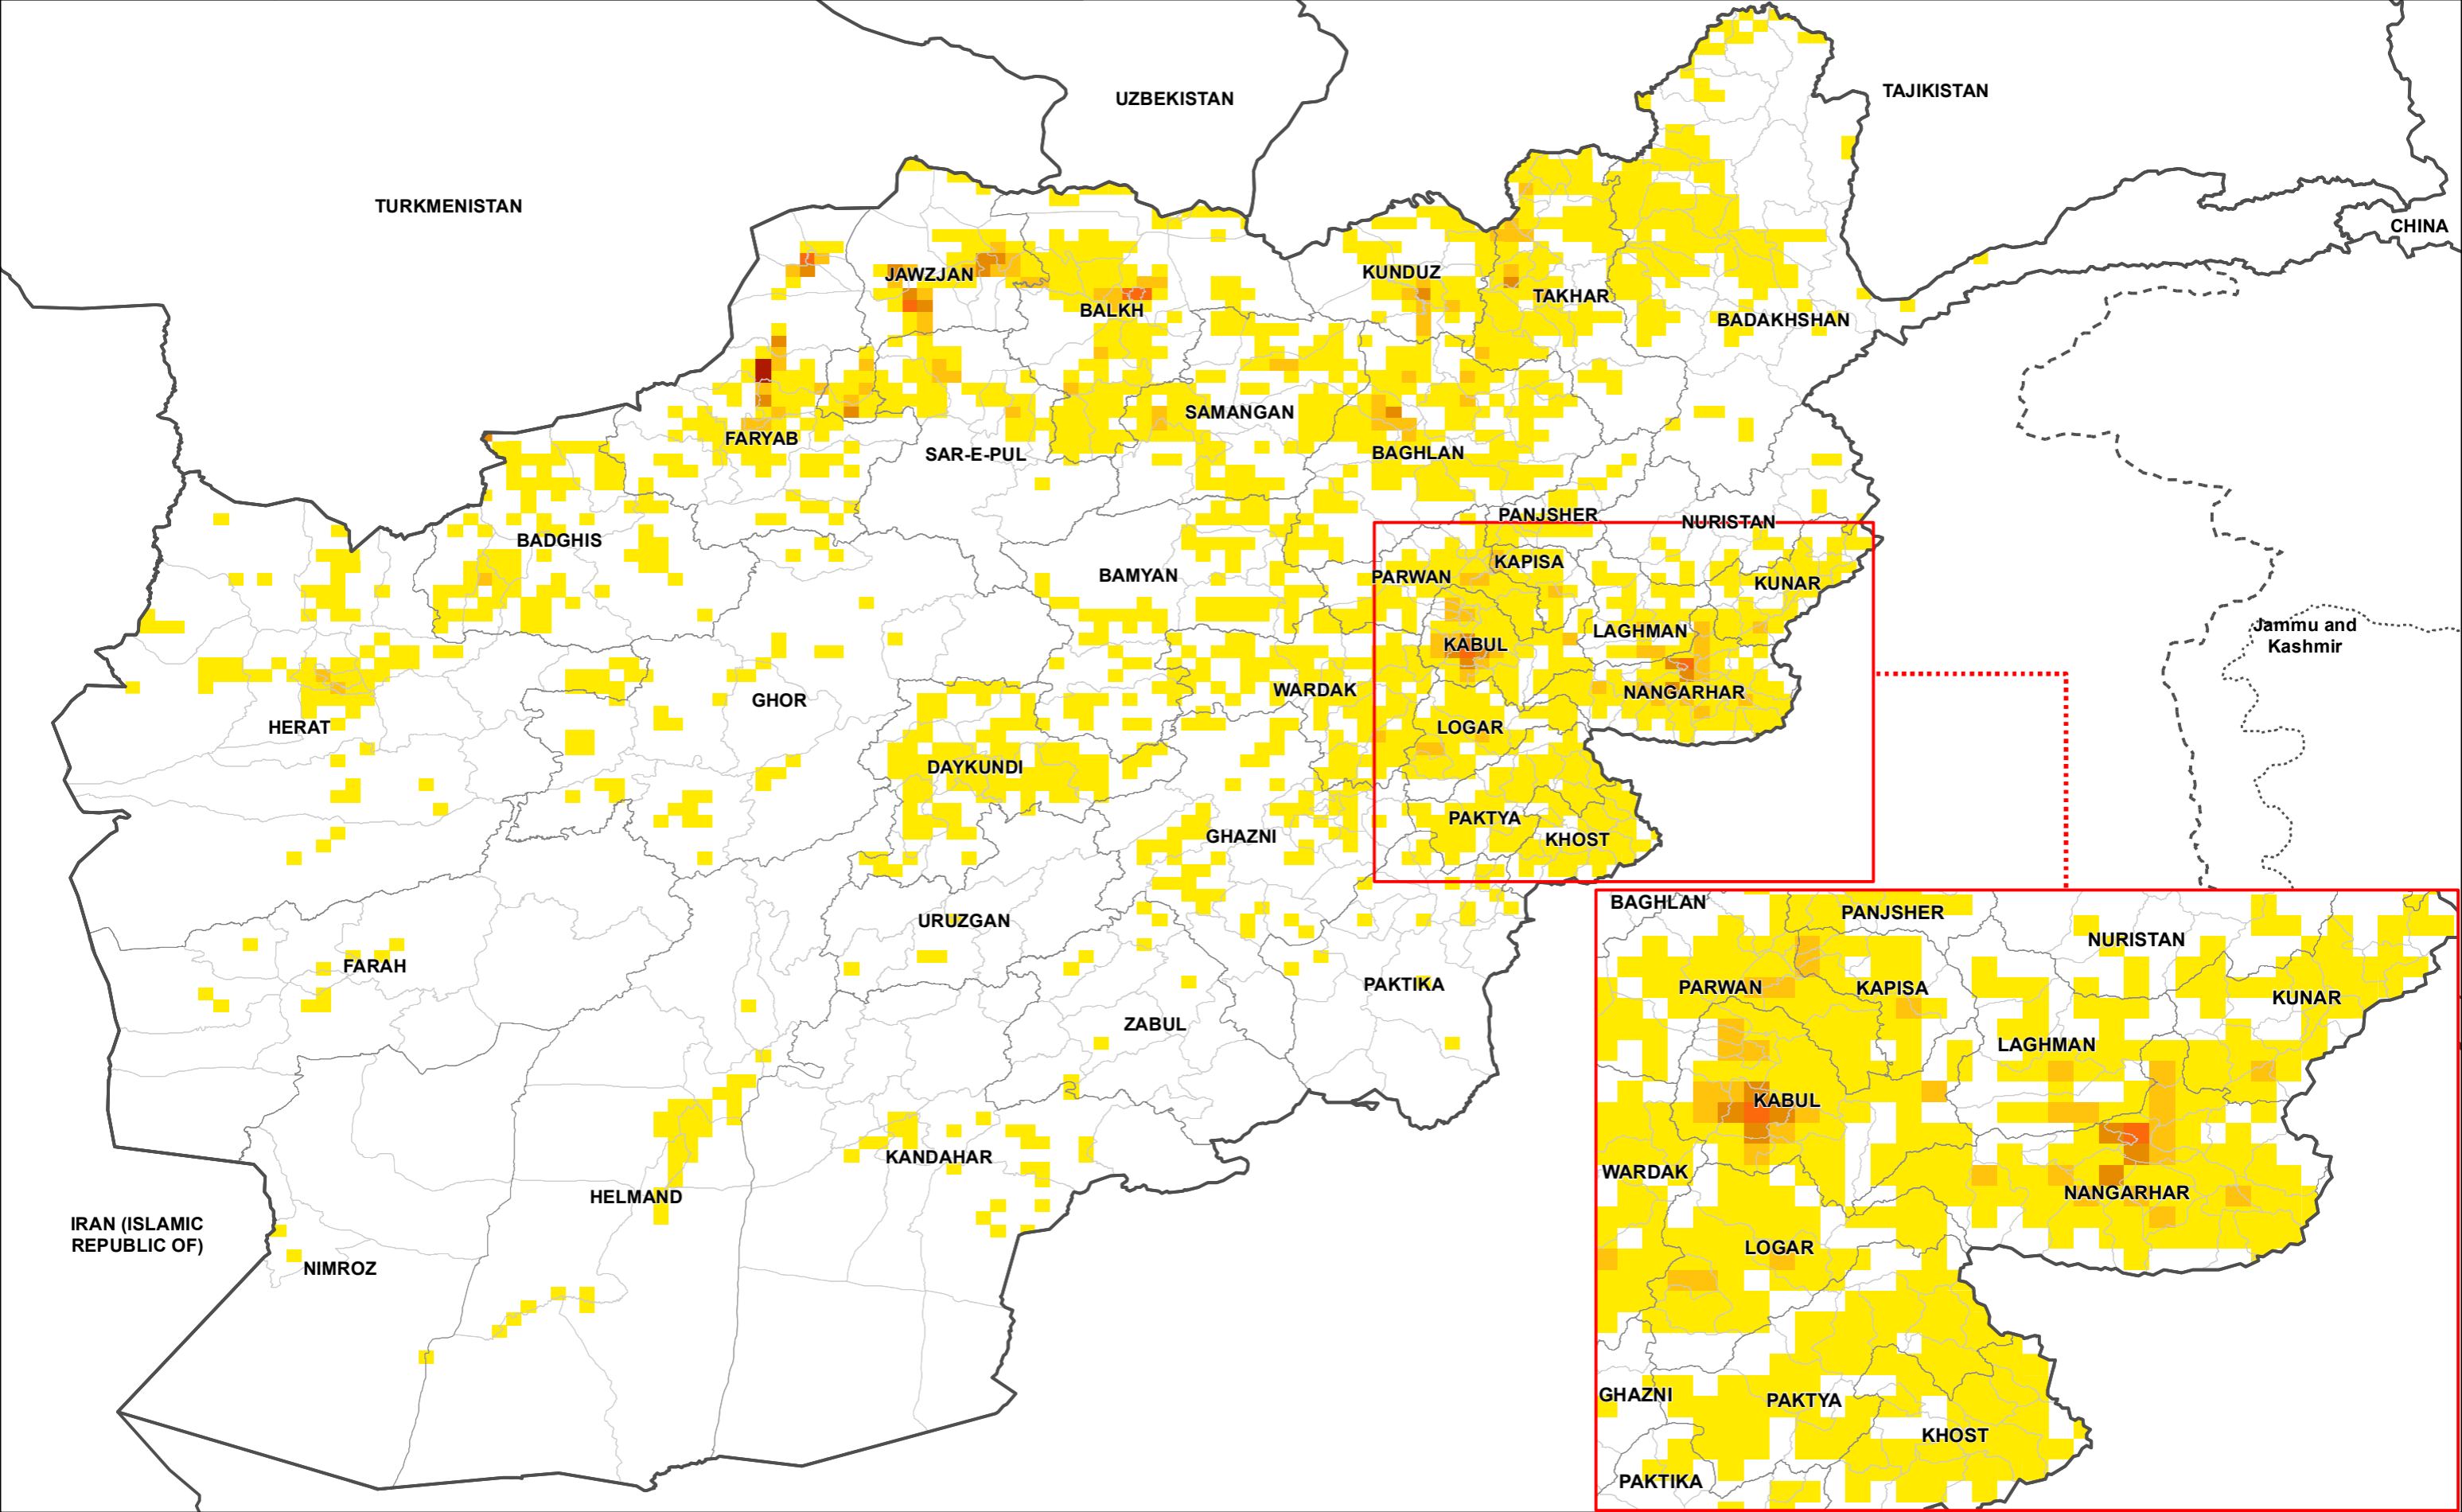 UZBEKISTAN
TAJIKISTAN
TURKMENISTAN
CHINA
JAWZJAN
KUNDUZ
TAKHAR
BALKH
BADAKHSHAN
SAMANGAN
FARYAB
SAR-E-PUL
BAGHLAN
PANJSHER
NURISTAN
BADGHIS
KAPISA
BAMYAN
PARWAN
KUNAR
LAGHMAN
Jammu and
Kashmir
KABUL
WARDAK
NANGARHAR
GHOR
HERAT
LOGAR
DAYKUNDI
PAKTYA
GHAZNI
KHOST
URUZGAN
FARAH
PAKTIKA
ZABUL
KANDAHAR
HELMAND
IRAN (ISLAMIC
REPUBLIC OF)
NIMROZ
BAGHLAN
PANJSHER
NURISTAN
PARWAN
KAPISA
KUNAR
LAGHMAN
KABUL
WARDAK
NANGARHAR
LOGAR
GHAZNI
PAKTYA
KHOST
PAKTIKA